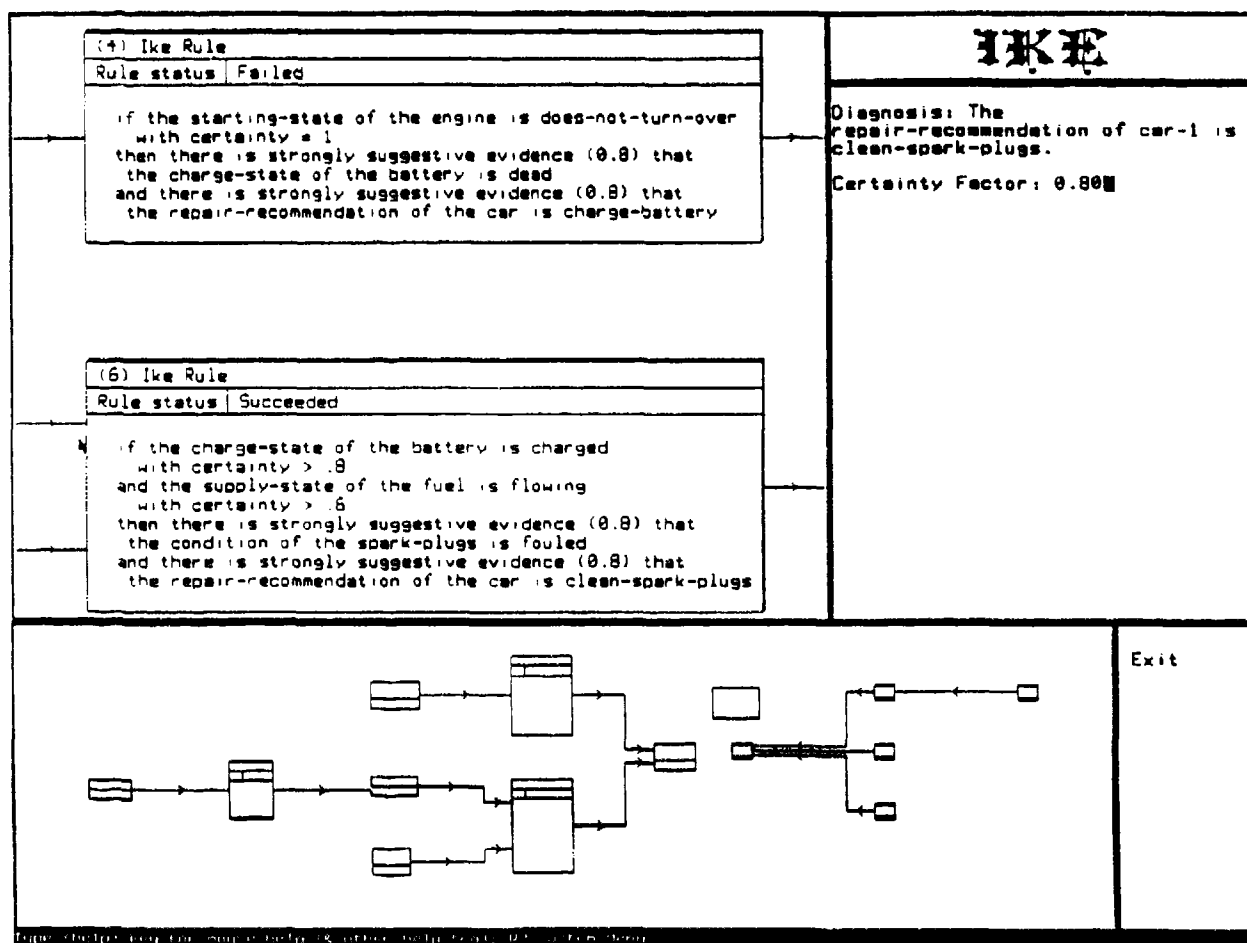 (4) Ike Rule
Rule status Failed
if the starting-state of the engine is does-not-turn-over
with certainty = 1
then there is strongly suggestive evidence (0.8) that
the charge-state of the battery is dead
and there is strongly suggestive evidence (0.8) that
the repair-recommendation of the car is charge-battery
(6) Ike Rule
Rule status Succeeded
if the charge-state of the battery is charged
with certainty > .8
and the supply-state of the fuel is flowing
with certainty > .6
then there is strongly suggestive evidence (0.8) that
the condition of the spark-plugs is fouled
and there is strongly suggestive evidence (0.8) that
the repair-recommendation of the car is clean-spark-plugs
IKE
Diagnosis: The
repair-recommendation of car-1 is
clean-spark-plugs.
Certainty Factor: 0.80
Exit